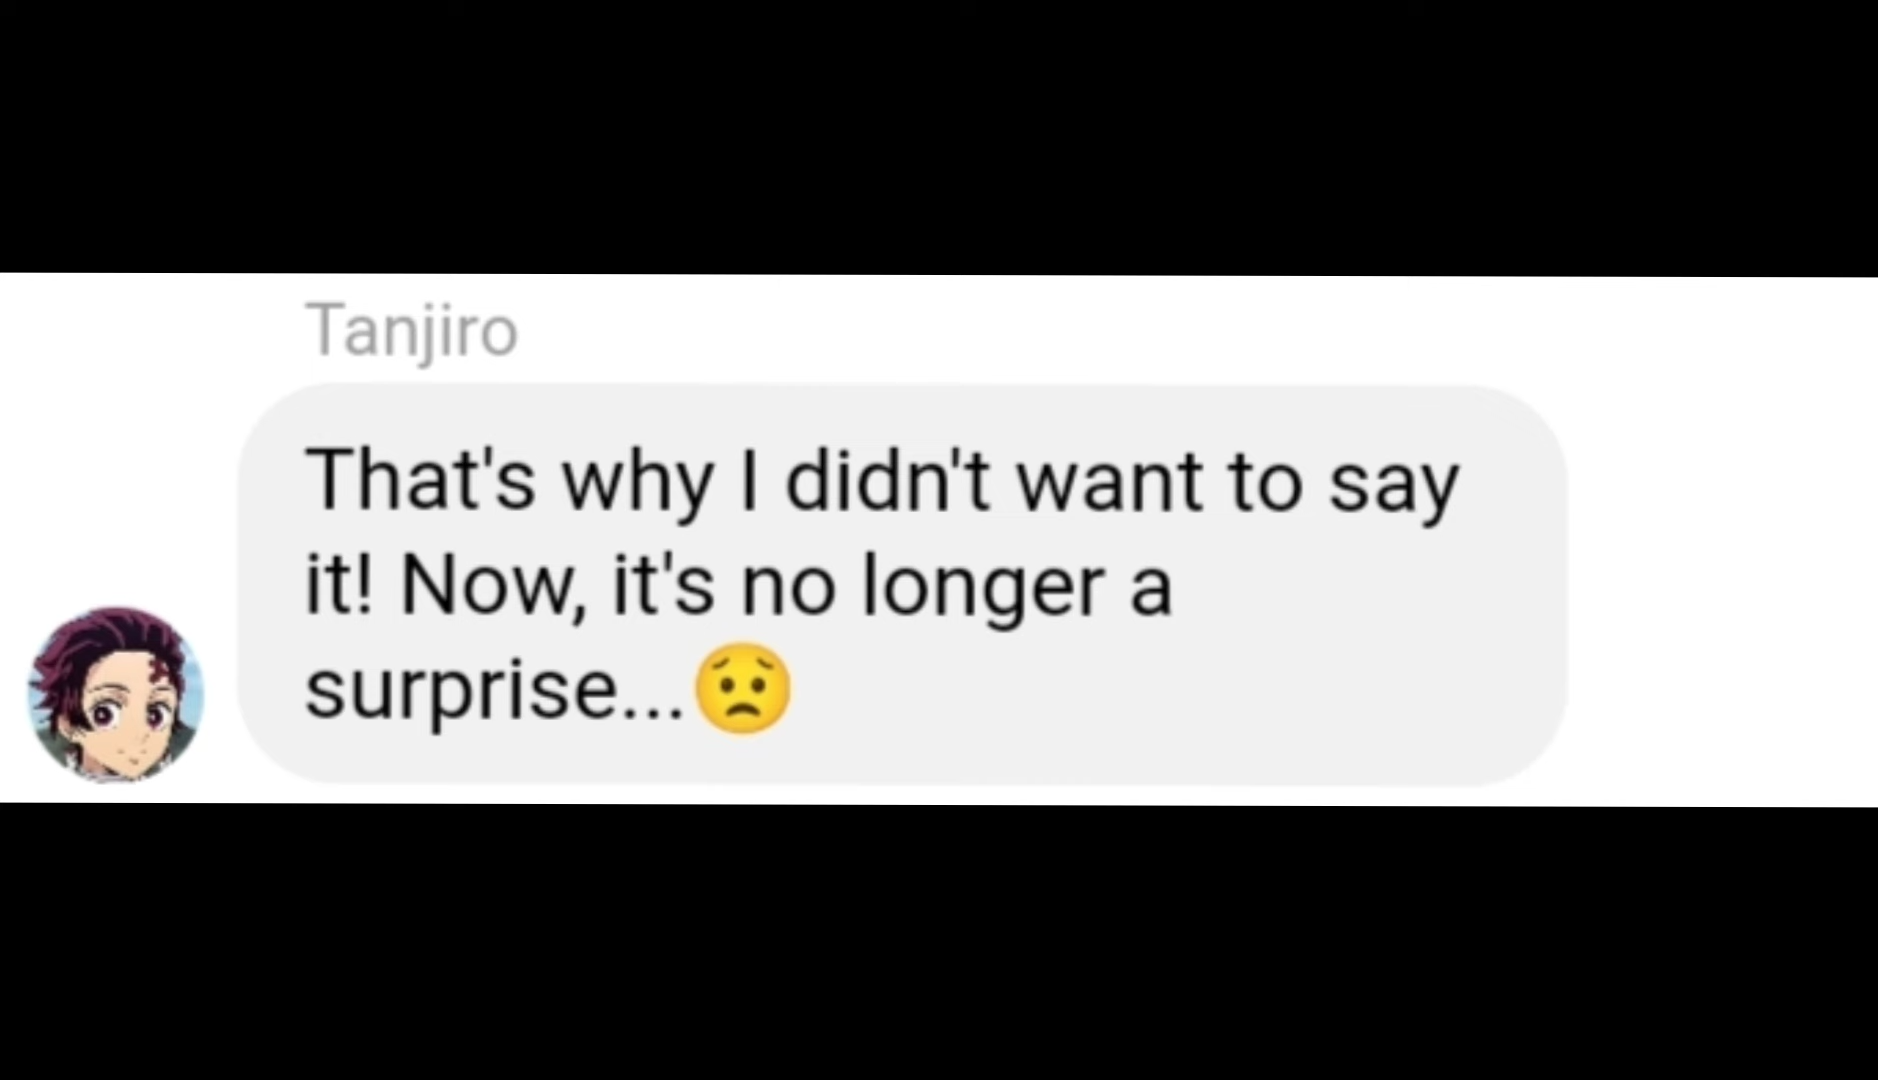 Tanjiro
That's why I didn't want to say
it! Now, it's no longer a
surprise...😟